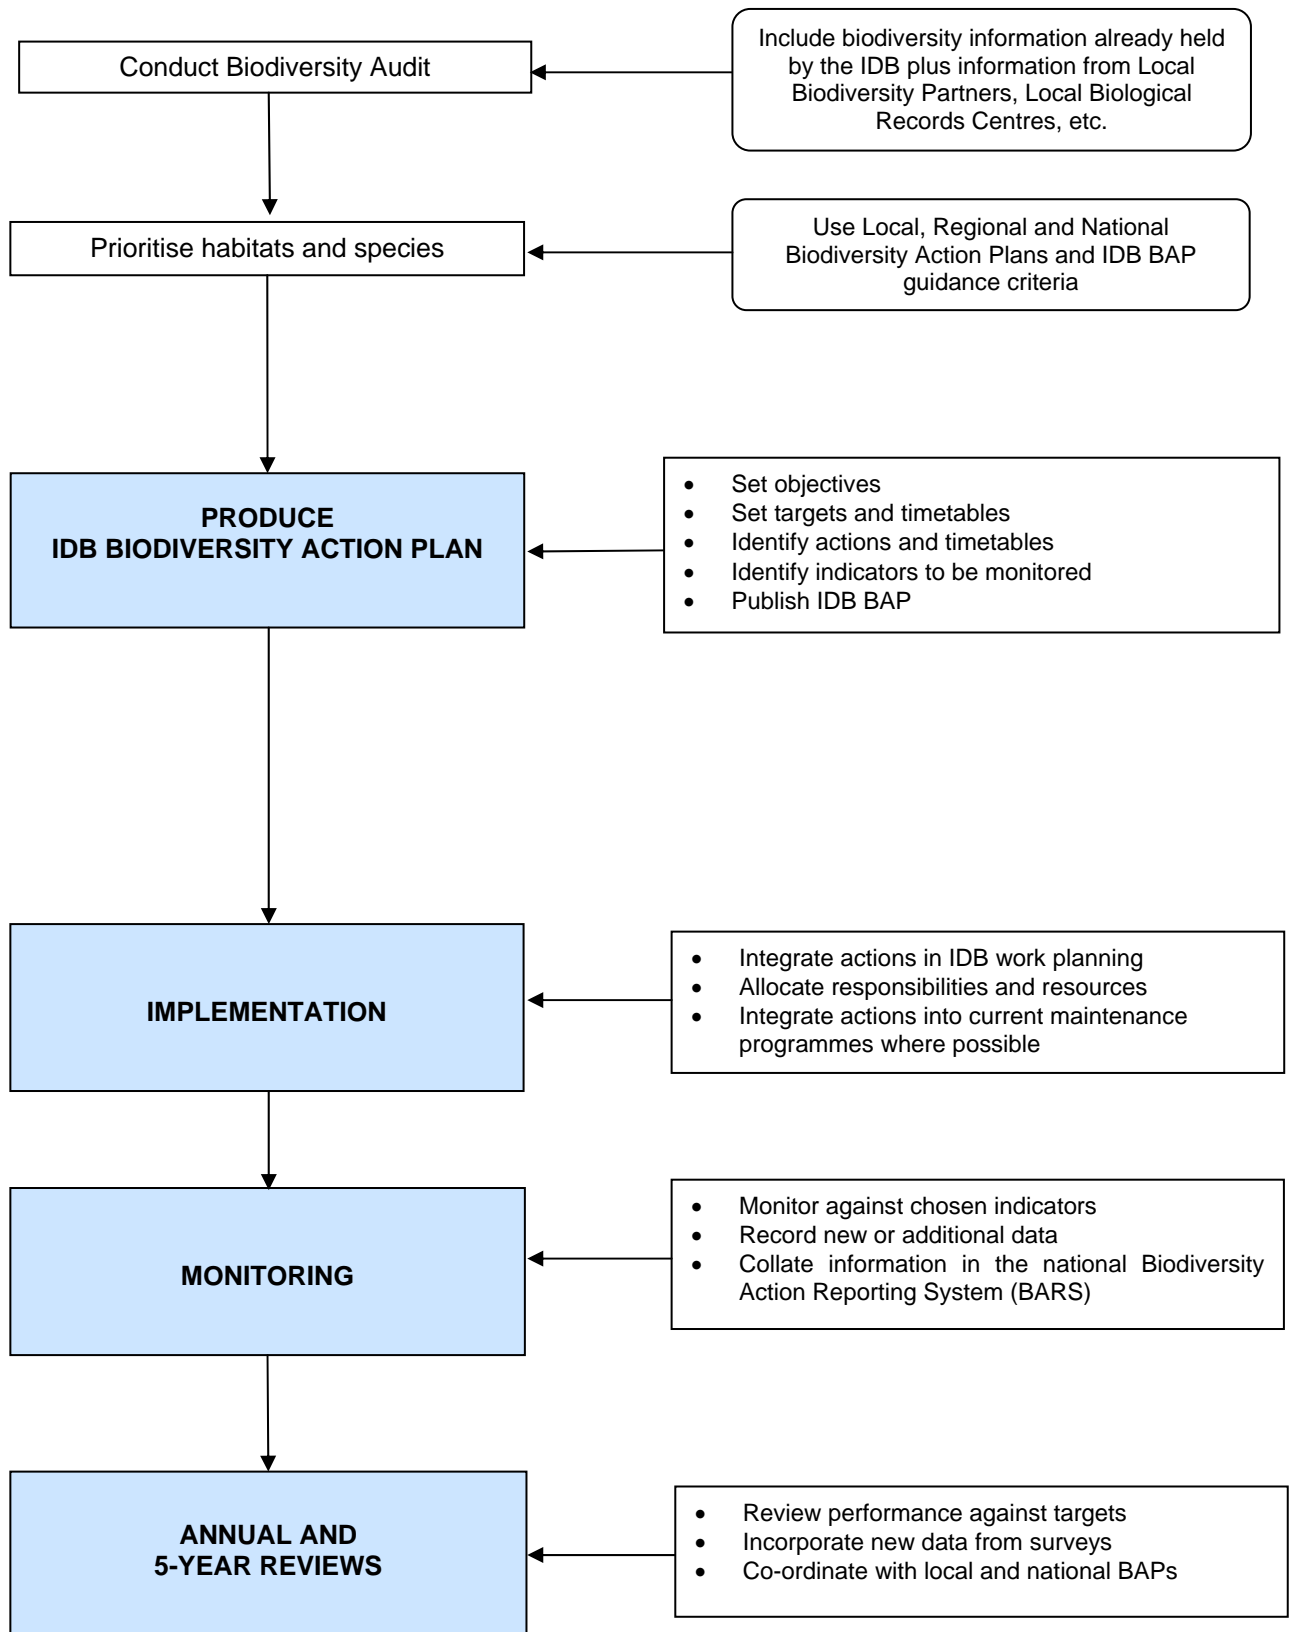 Conduct Biodiversity Audit
Include biodiversity information already held
by the IDB plus information from Local
Biodiversity Partners, Local Biological
Records Centres, etc.
Prioritise habitats and species
Use Local, Regional and National
Biodiversity Action Plans and IDB BAP
guidance criteria
PRODUCE
IDB BIODIVERSITY ACTION PLAN
• Set objectives
• Set targets and timetables
• Identify actions and timetables
• Identify indicators to be monitored
• Publish IDB BAP
IMPLEMENTATION
• Integrate actions in IDB work planning
• Allocate responsibilities and resources
• Integrate actions into current maintenance
programmes where possible
MONITORING
• Monitor against chosen indicators
• Record new or additional data
• Collate information in the national Biodiversity
Action Reporting System (BARS)
ANNUAL AND
5-YEAR REVIEWS
• Review performance against targets
• Incorporate new data from surveys
• Co-ordinate with local and national BAPs